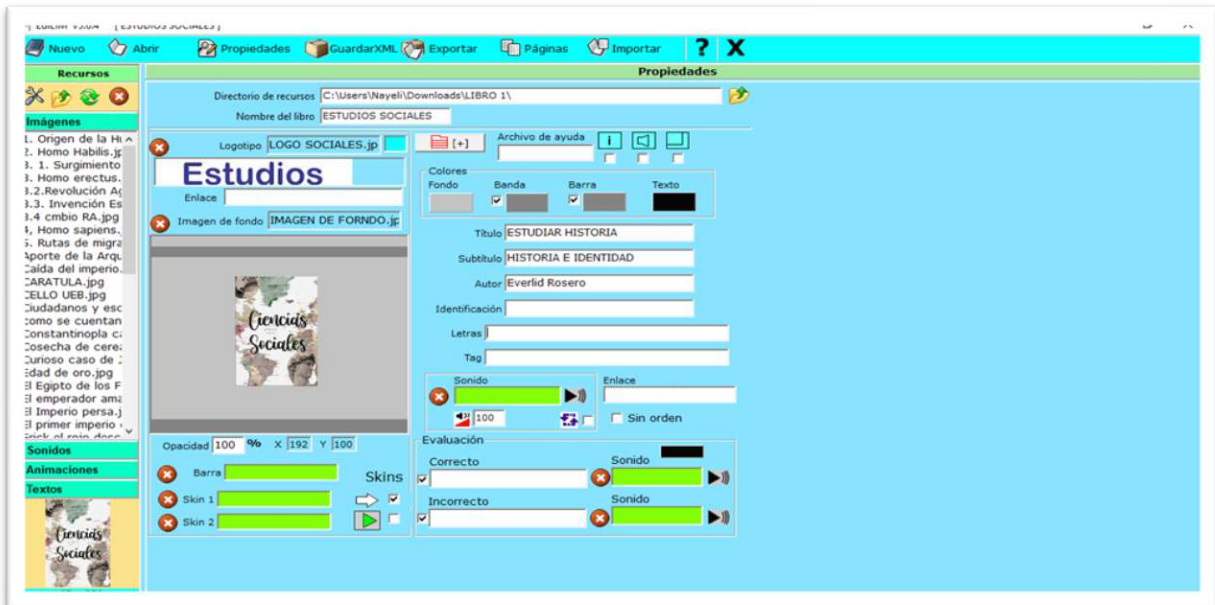 [ ESTUDIOS SOCIALES ]
Nuevo Abrir Propiedades GuardarXML Exportar Páginas Importar ? X
Recursos
Propiedades
Directorio de recursos C:\Users\Nayeli\Downloads\LIBRO 1\
Nombre del libro ESTUDIOS SOCIALES
Imágenes
1. Origen de la Hu
2. Homo Habilis.jp
3. 1. Surgimiento
3. Homo erectus.
3.2.Revolución Ag
3.3. Invención Es
3.4 cmbio RA.jpg
4, Homo sapiens.
5. Rutas de migra
Aporte de la Arqu
Caída del imperio.
CARATULA.jpg
CELLO UEB.jpg
Ciudadanos y esc
como se cuentan
Constantinopla ca
Cosecha de cerea
Curioso caso de
Edad de oro.jpg
El Egipto de los F
El emperador ama
El Imperio persa.j
El primer imperio
Sonidos
Animaciones
Textos
Ciencias
Sociales
Logotipo LOGO SOCIALES.jp
Estudios
Enlace
Imagen de fondo IMAGEN DE FORNDO.jp
Ciencias
Sociales
Opacidad 100 % X 192 Y 100
Barra
Skins
Skin 1
Skin 2
[+]
Archivo de ayuda
i
Colores
Fondo Banda Barra Texto
Título ESTUDIAR HISTORIA
Subtítulo HISTORIA E IDENTIDAD
Autor Everlid Rosero
Identificación
Letras
Tag
Sonido Enlace
100
Sin orden
Evaluación
Correcto Sonido
Incorrecto Sonido